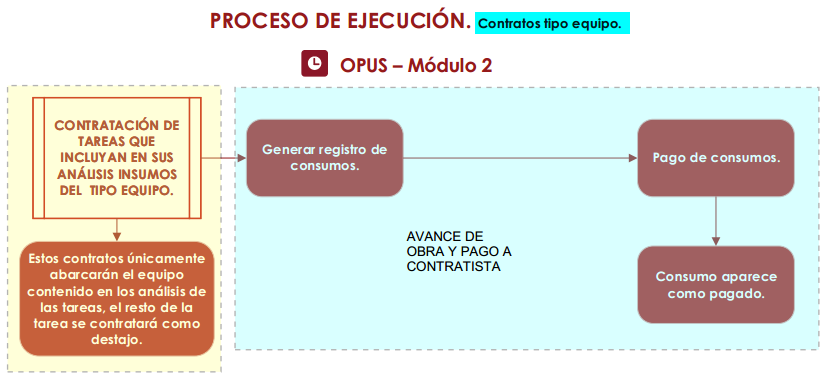 PROCESO DE EJECUCIÓN. Contratos tipo equipo.
OPUS – Módulo 2
CONTRATACIÓN DE
TAREAS QUE
INCLUYAN EN SUS
ANÁLISIS INSUMOS
DEL TIPO EQUIPO.
Estos contratos únicamente
abarcarán el equipo
contenido en los análisis de
las tareas, el resto de la
tarea se contratará como
destajo.
Generar registro de
consumos.
AVANCE DE
OBRA Y PAGO A
CONTRATISTA
Pago de consumos.
Consumo aparece
como pagado.